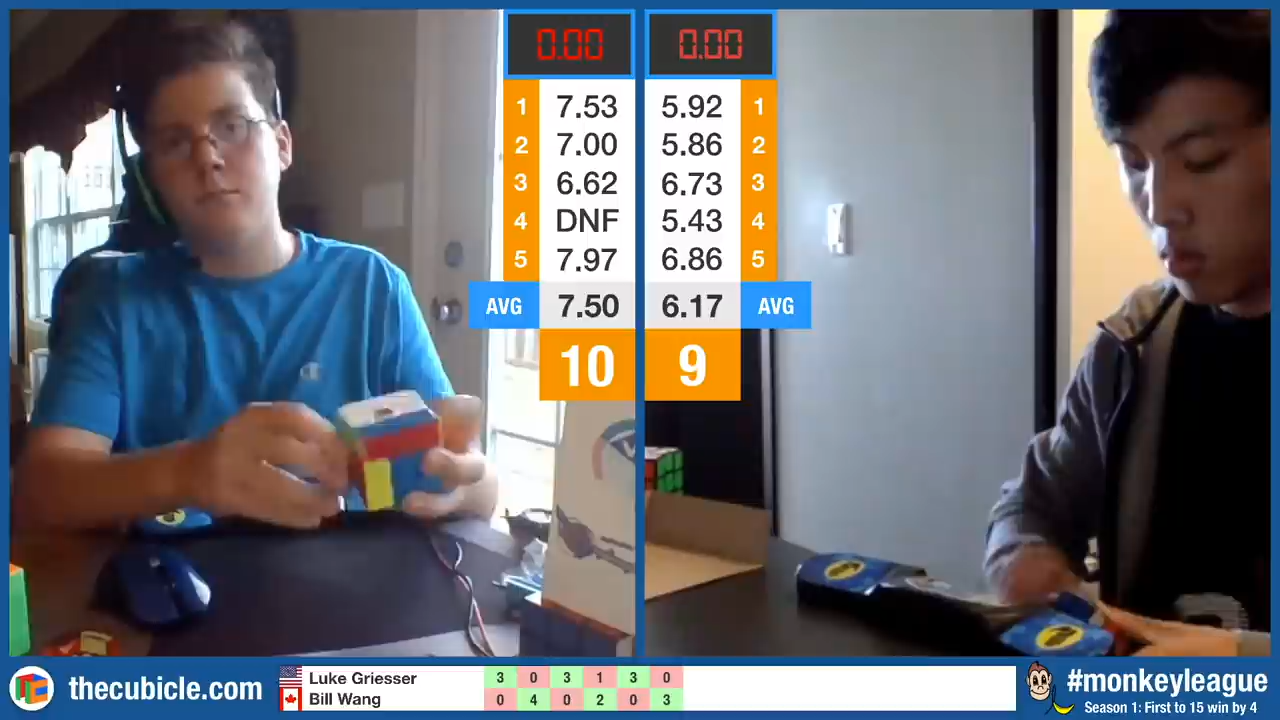 0.00 0.00
1 7.53 5.92 1
2 7.00 5.86 2
3 6.62 6.73 3
4 DNF 5.43 4
5 7.97 6.86 5
AVG 7.50 6.17 AVG
10 9
thecubicle.com
Luke Griesser 3 0 3 1 3 0
Bill Wang 0 4 0 2 0 3
#monkeyleague
Season 1: First to 15 win by 4